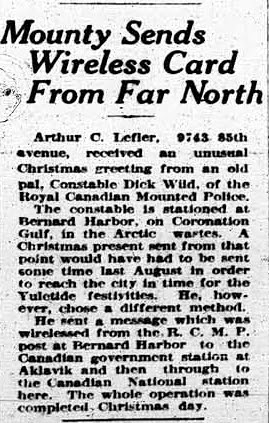 Mounty Sends
Wireless Card
From Far North
Arthur C. Lefler, 9743 85th
avenue, received an unusual
Christmas greeting from an old
pal, Constable Dick Wild, of the
Royal Canadian Mounted Police.
The constable is stationed at
Bernard Harbor, on Coronation
Gulf, in the Arctic wastes. A
Christmas present sent from that
point would have had to be sent
some time last August in order
to reach the city in time for the
Yuletide festivities. He, how-
ever, chose a different method.
He sent a message which was
wirelessed from the R. C. M. P.
post at Bernard Harbor to the
Canadian government station at
Aklavik and then through to
the Canadian National station
here. The whole operation was
completed Christmas day.